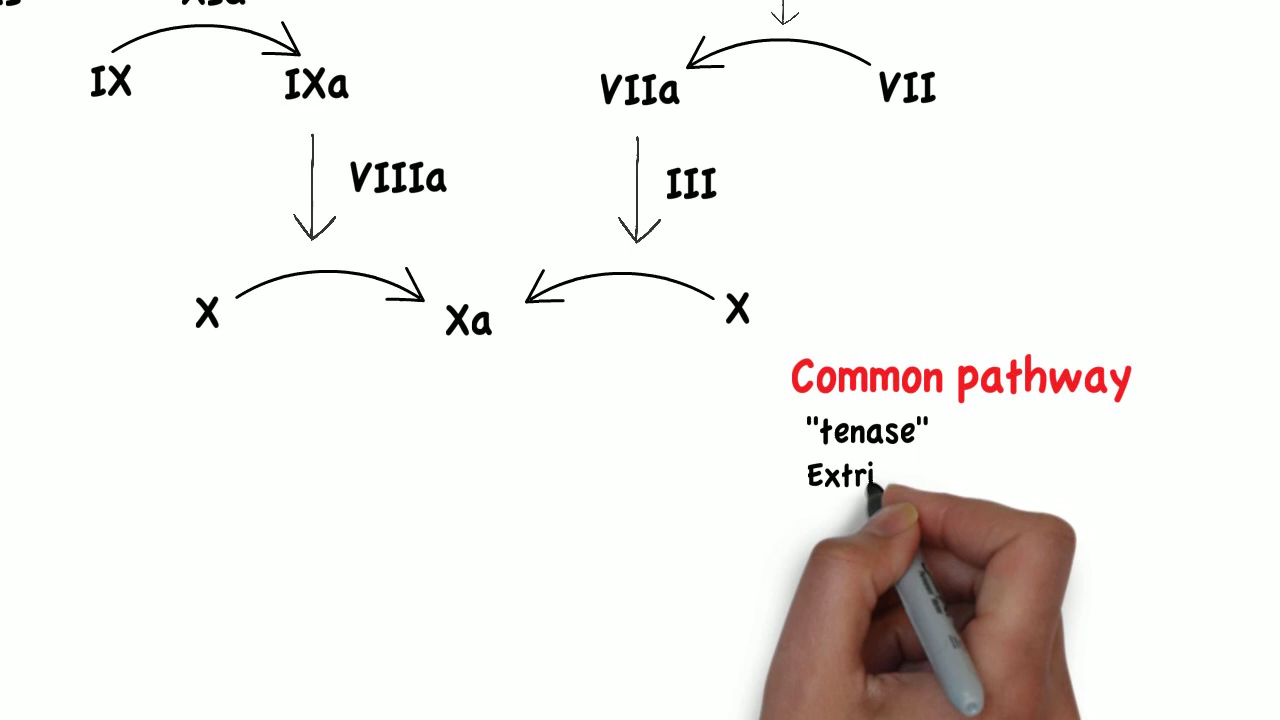 IX IXa VIIa VII
VIIIa III
X Xa X
Common pathway
"tenase"
Extri